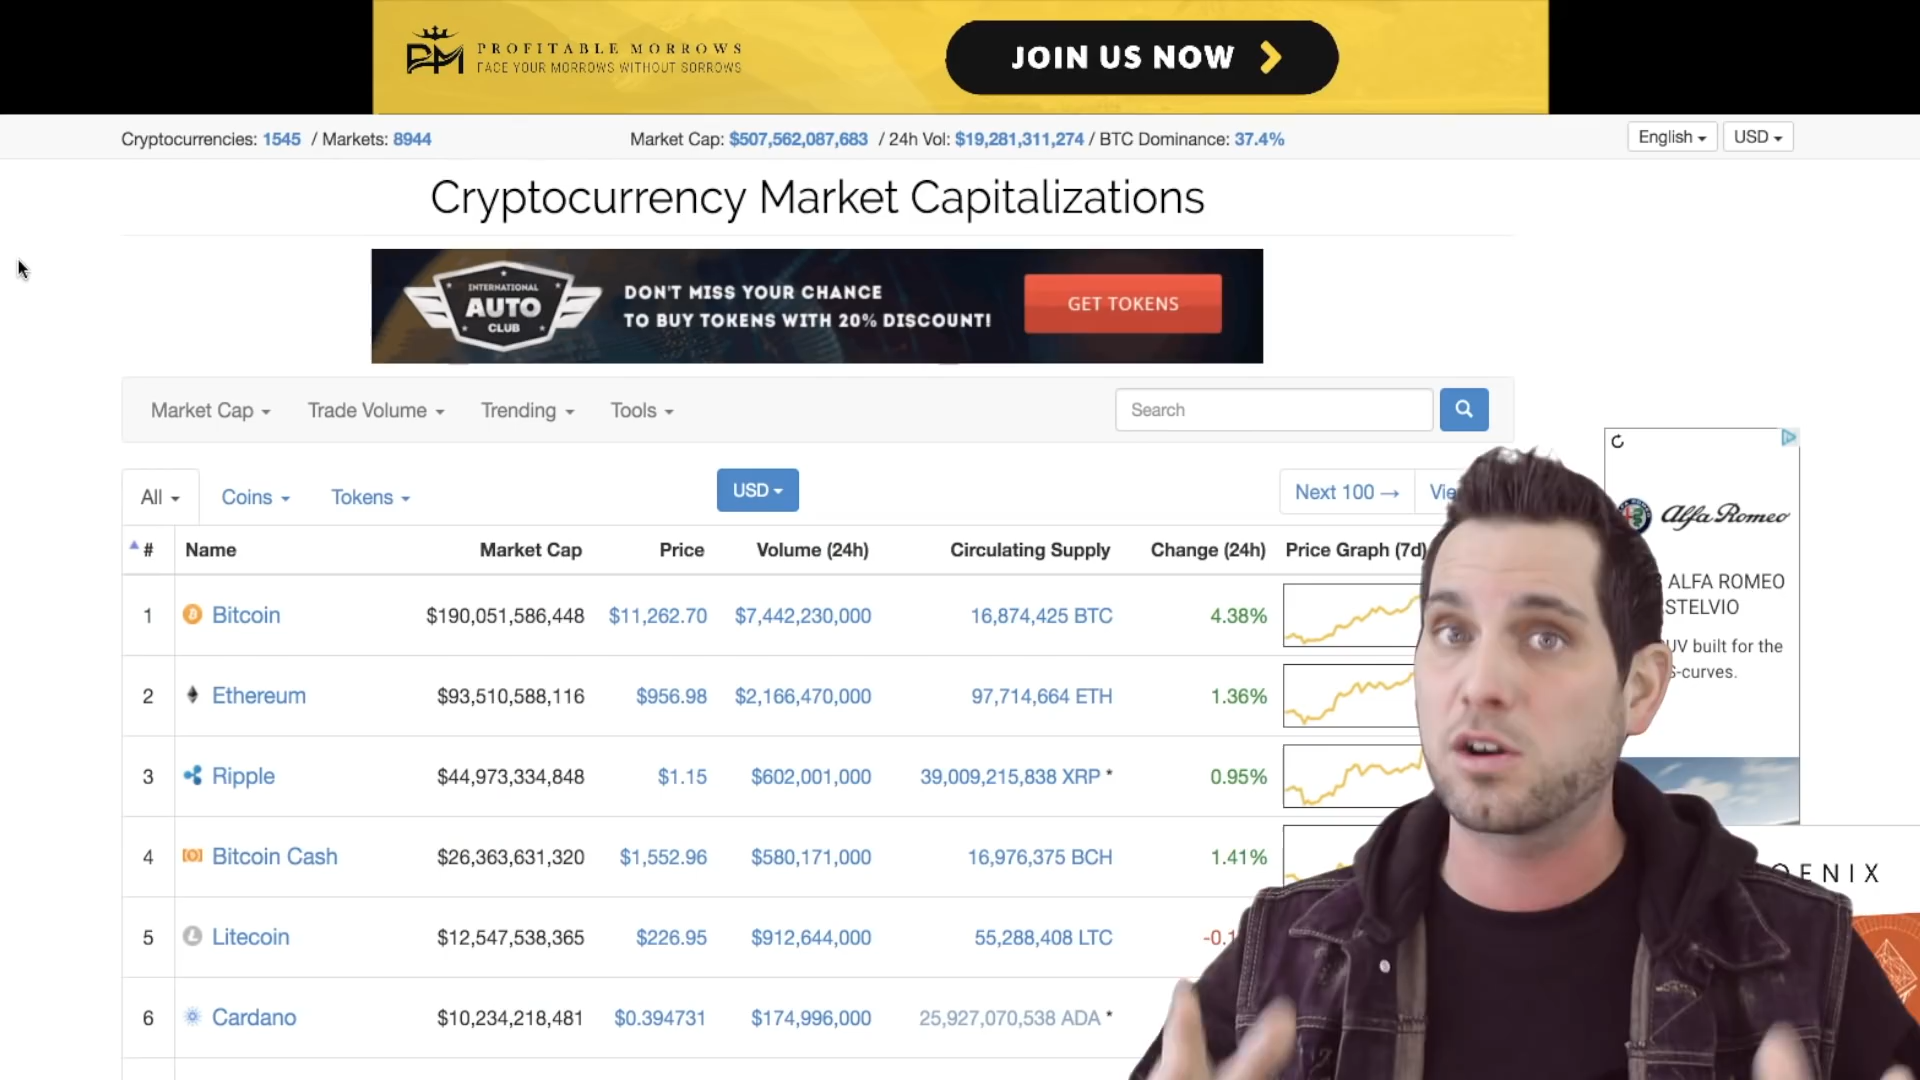 PM PROFITABLE MORROWS
FACE YOUR MORROWS WITHOUT SORROWS
JOIN US NOW
Cryptocurrencies: 1545 / Markets: 8944
Market Cap: $507,562,087,683 / 24h Vol: $19,281,311,274 / BTC Dominance: 37.4%
English
USD
Cryptocurrency Market Capitalizations
INTERNATIONAL
AUTO
CLUB
DON'T MISS YOUR CHANCE
TO BUY TOKENS WITH 20% DISCOUNT!
GET TOKENS
Market Cap Trade Volume Trending Tools
Search
All Coins Tokens
USD
Next 100 →
# Name Market Cap Price Volume (24h) Circulating Supply Change (24h) Price Graph (7d)
1 Bitcoin $190,051,586,448 $11,262.70 $7,442,230,000 16,874,425 BTC 4.38%
2 Ethereum $93,510,588,116 $956.98 $2,166,470,000 97,714,664 ETH 1.36%
3 Ripple $44,973,334,848 $1.15 $602,001,000 39,009,215,838 XRP * 0.95%
4 Bitcoin Cash $26,363,631,320 $1,552.96 $580,171,000 16,976,375 BCH 1.41%
5 Litecoin $12,547,538,365 $226.95 $912,644,000 55,288,408 LTC
6 Cardano $10,234,218,481 $0.394731 $174,996,000 25,927,070,538 ADA *
Alfa Romeo
ALFA ROMEO
STELVIO
UV built for the
S-curves.
OENIX